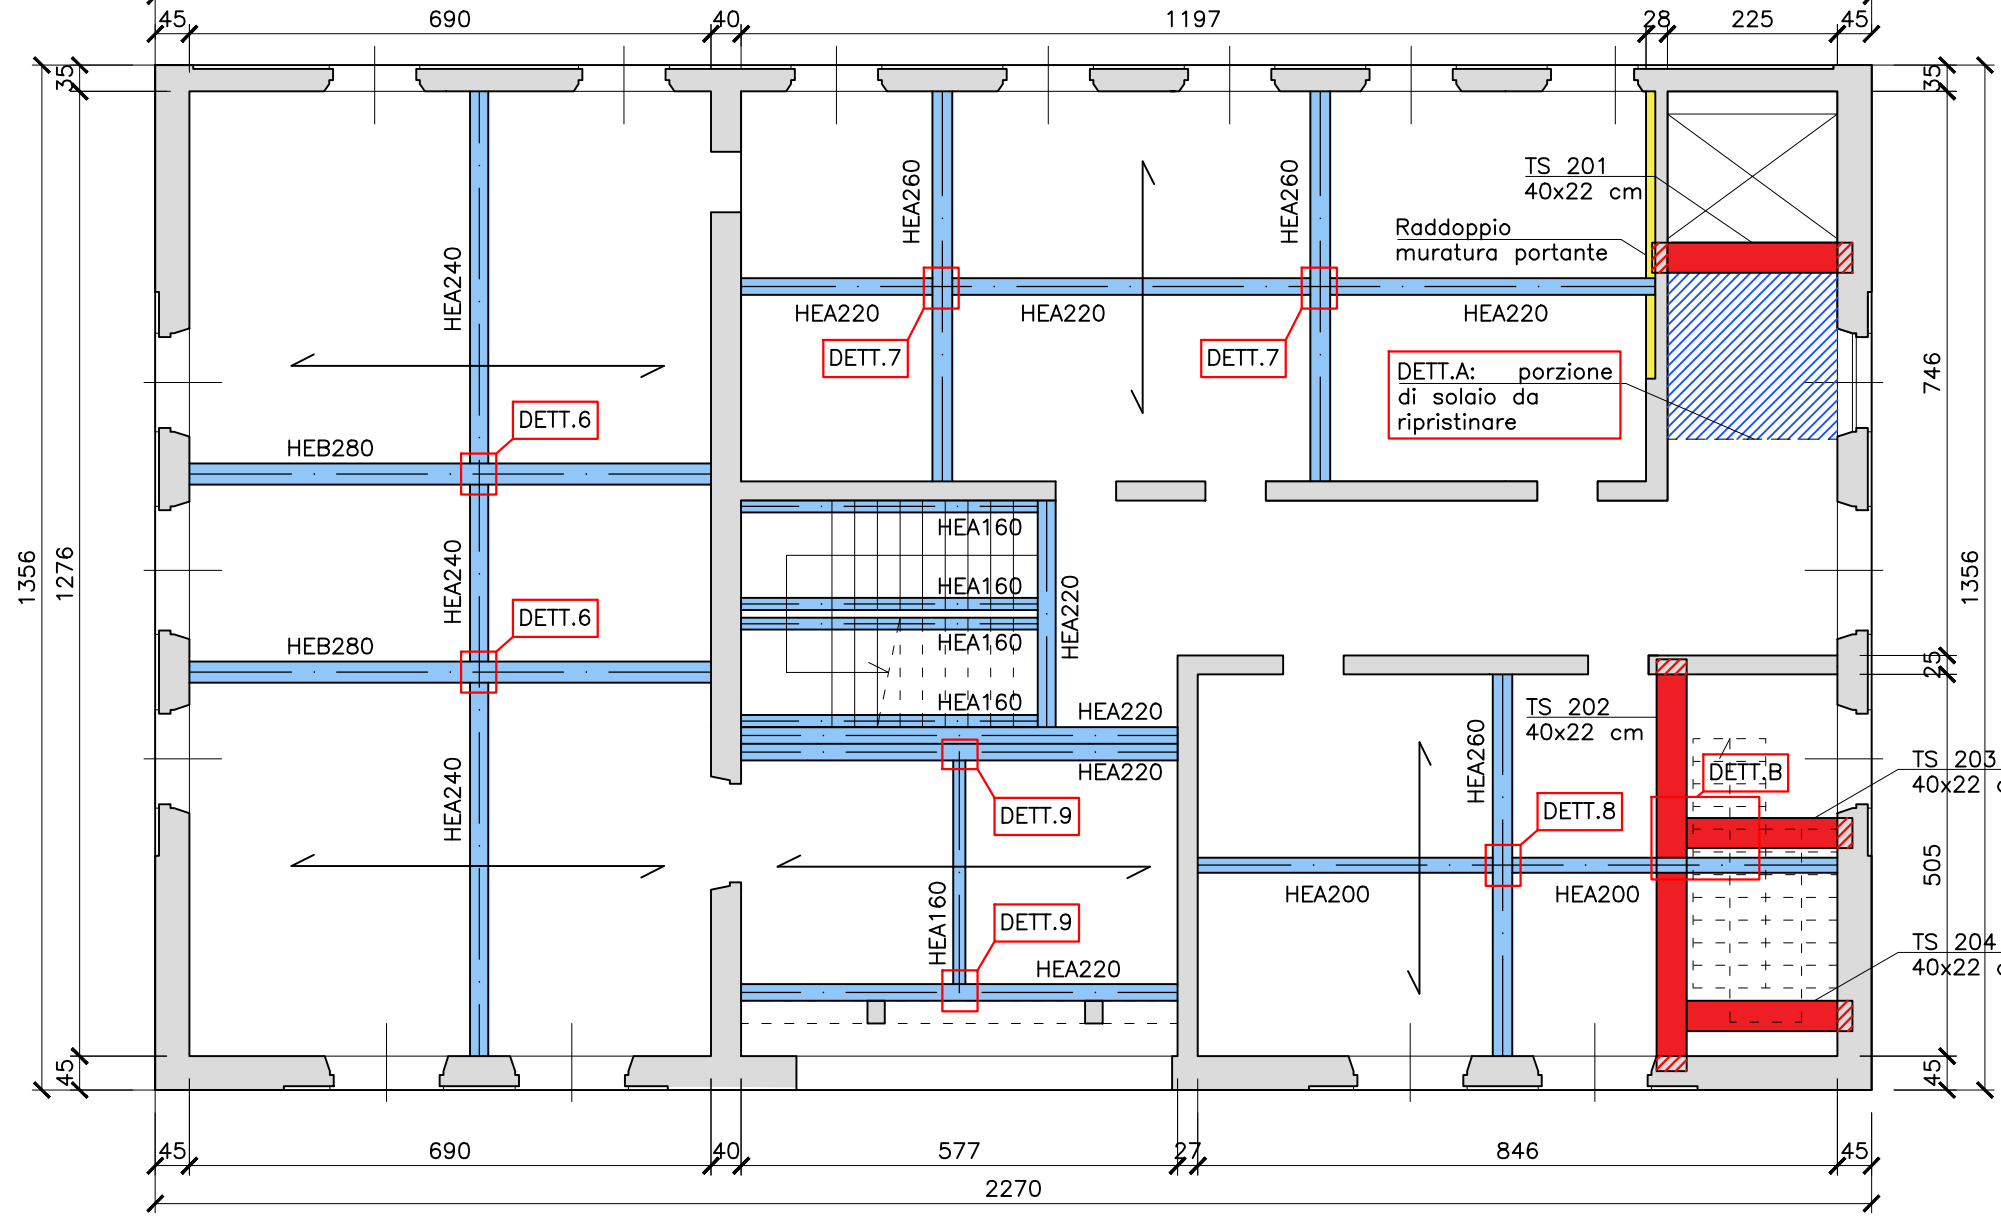 45
690
40
1197
28
225
45
35
35
TS 201
40x22 cm
HEA260
HEA260
Raddoppio
muratura portante
HEA240
HEA220
HEA220
HEA220
DETT.7
DETT.7
DETT.A: porzione
di solaio da
ripristinare
746
DETT.6
HEB280
HEA160
1356
1276
HEA240
HEA160
HEA220
1356
DETT.6
HEB280
HEA160
25
HEA160
HEA220
TS 202
40x22 cm
HEA240
HEA220
HEA260
DETT.B
TS 203
40x22 c
DETT.9
DETT.8
505
HEA200
HEA200
HEA160
DETT.9
TS 204
40x22 c
HEA220
45
45
45
690
40
577
27
846
45
2270